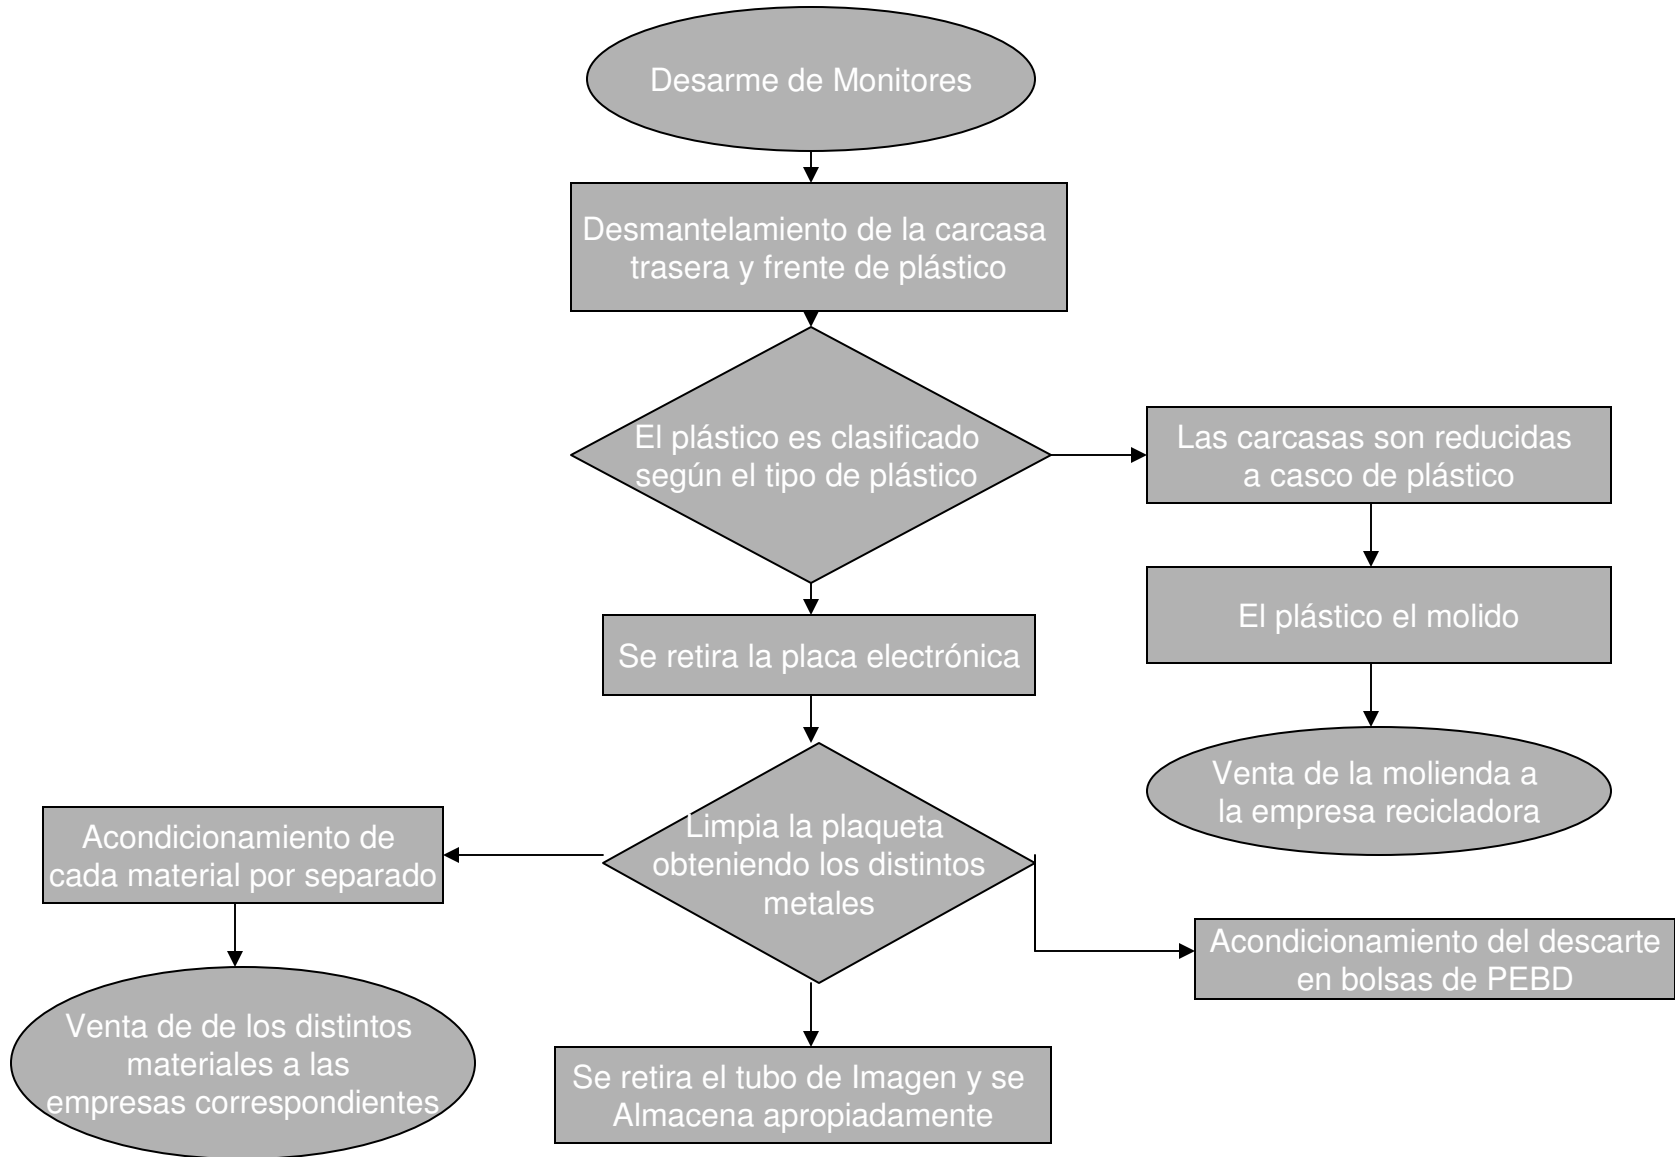 Desarme de Monitores
Desmantelamiento de la carcasa
trasera y frente de plástico
El plástico es clasificado
según el tipo de plástico
Las carcasas son reducidas
a casco de plástico
El plástico el molido
Venta de la molienda a
la empresa recicladora
Se retira la placa electrónica
Limpia la plaqueta
obteniendo los distintos
metales
Acondicionamiento de
cada material por separado
Venta de de los distintos
materiales a las
empresas correspondientes
Acondicionamiento del descarte
en bolsas de PEBD
Se retira el tubo de Imagen y se
Almacena apropiadamente